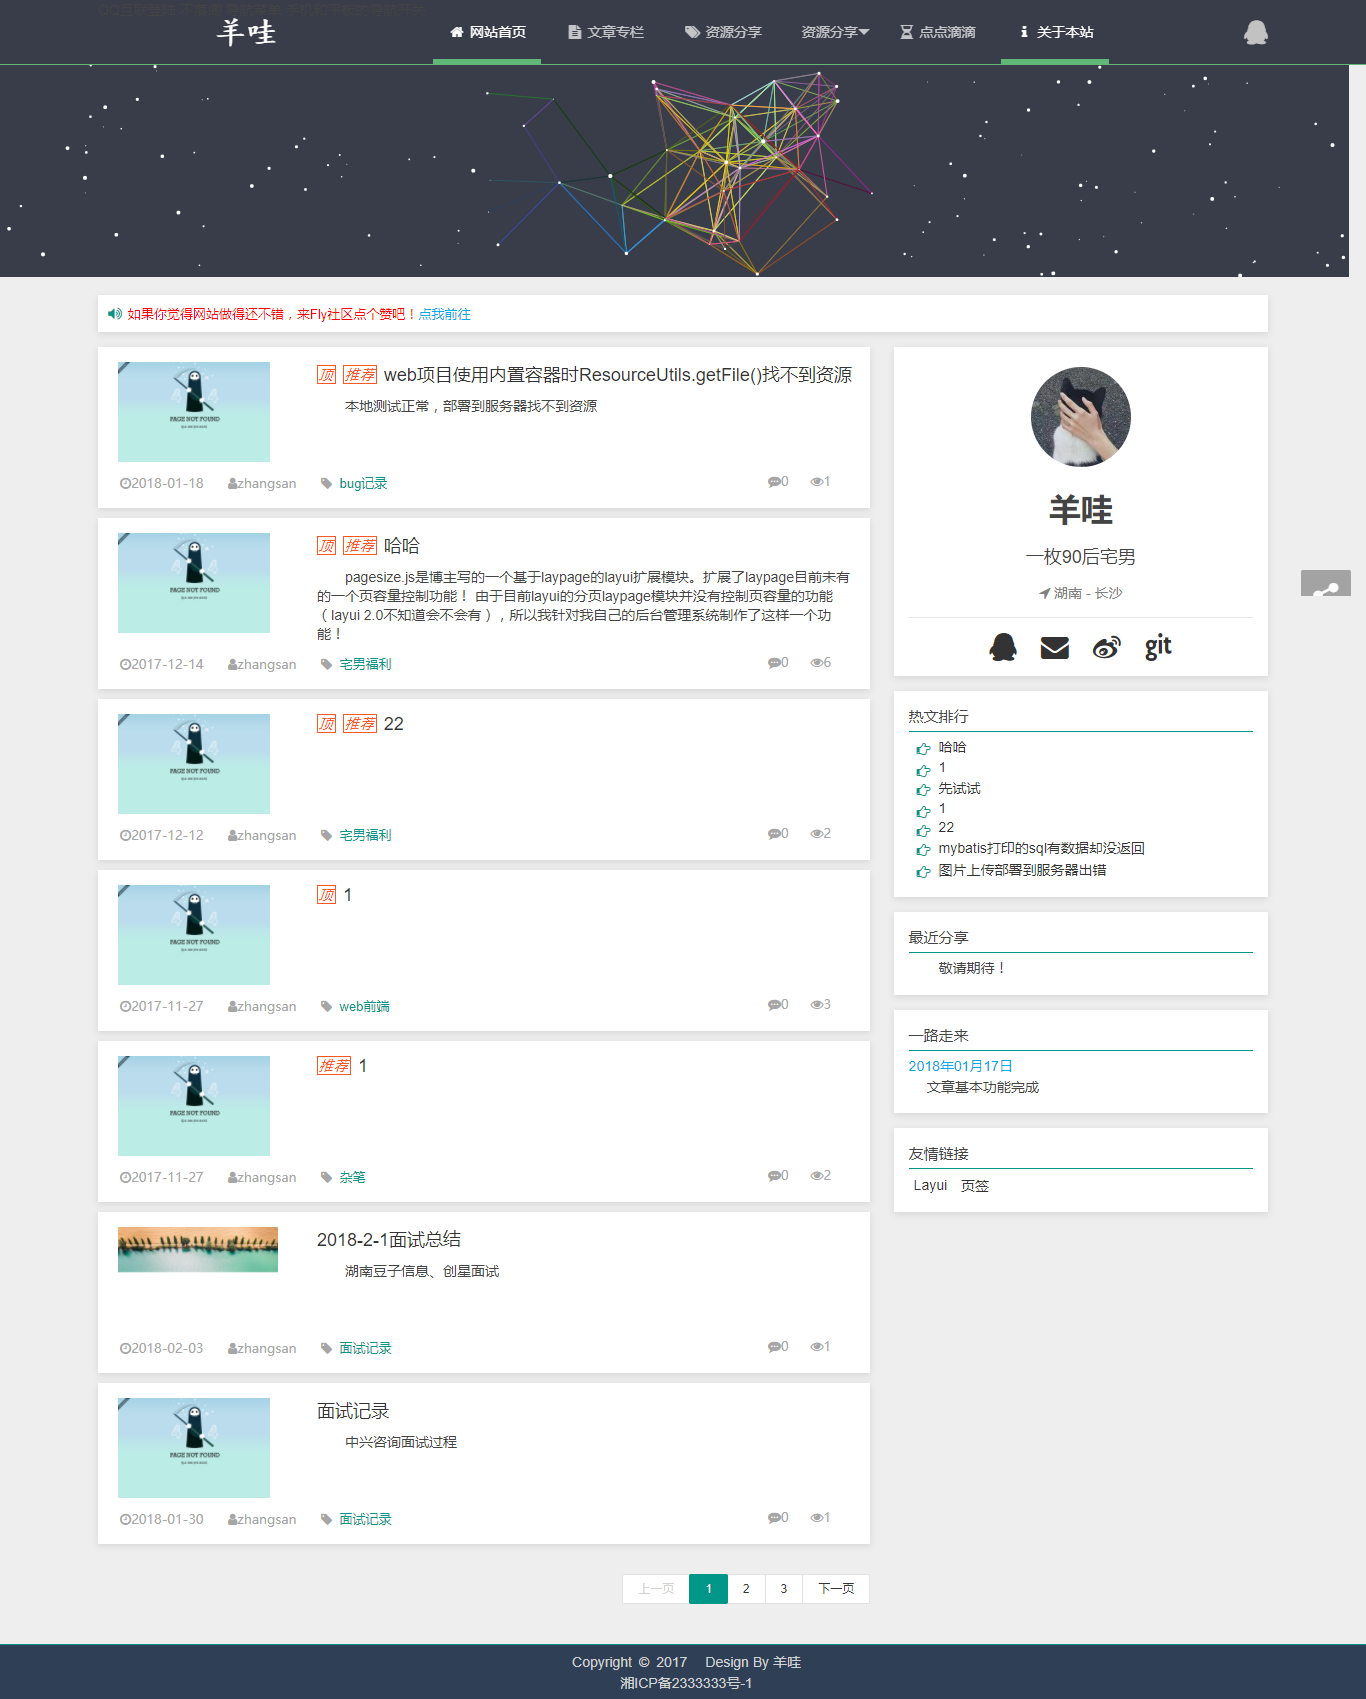 羊哇
网站首页
文章专栏
资源分享
资源分享
点点滴滴
关于本站
如果你觉得网站做得还不错，来Fly社区点个赞吧！点我前往
顶 推荐 web项目使用内置容器时ResourceUtils.getFile()找不到资源
本地测试正常，部署到服务器找不到资源
PAGE NOT FOUND
2018-01-18 zhangsan bug记录 0 1
顶 推荐 哈哈
pagesize.js是博主写的一个基于laypage的layui扩展模块。扩展了laypage目前未有
的一个页容量控制功能！ 由于目前layui的分页laypage模块并没有控制页容量的功能
（layui 2.0不知道会不会有），所以我针对我自己的后台管理系统制作了这样一个功
能！
PAGE NOT FOUND
2017-12-14 zhangsan 宅男福利 0 6
顶 推荐 22
PAGE NOT FOUND
2017-12-12 zhangsan 宅男福利 0 2
顶 1
PAGE NOT FOUND
2017-11-27 zhangsan web前端 0 3
推荐 1
PAGE NOT FOUND
2017-11-27 zhangsan 杂笔 0 2
2018-2-1面试总结
湖南豆子信息、创星面试
2018-02-03 zhangsan 面试记录 0 1
面试记录
中兴咨询面试过程
PAGE NOT FOUND
2018-01-30 zhangsan 面试记录 0 1
上一页 1 2 3 下一页
羊哇
一枚90后宅男
湖南 - 长沙
git
热文排行
哈哈
1
先试试
1
22
mybatis打印的sql有数据却没返回
图片上传部署到服务器出错
最近分享
敬请期待！
一路走来
2018年01月17日
文章基本功能完成
友情链接
Layui 页签
Copyright © 2017 Design By 羊哇
湘ICP备2333333号-1